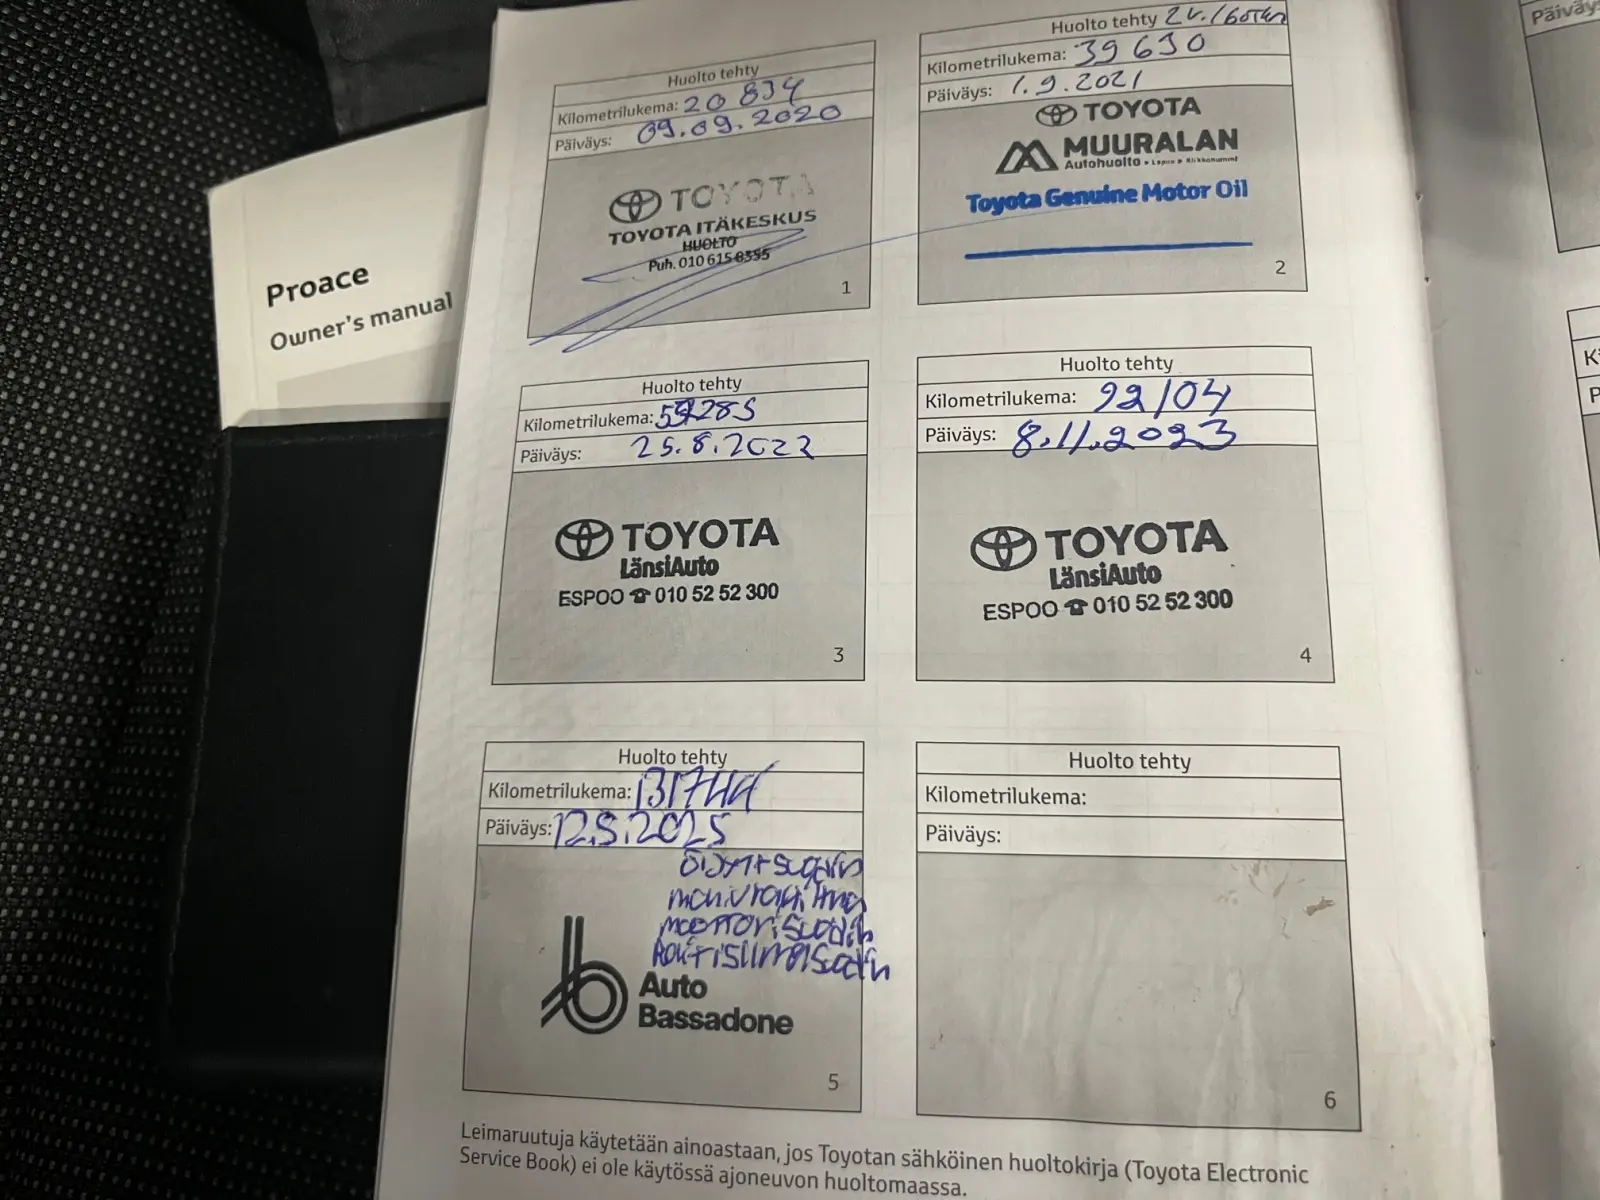 Proace
Owner's manual
Huolto tehty
Kilometrilukema: 20 834
Päiväys: 09.09.2020
TOYOTA
TOYOTA ITÄKESKUS
HUOLTO
Puh. 010 615 8355
1
Huolto tehty 2v./60tkm
Kilometrilukema: 39 630
Päiväys: 1.9.2021
TOYOTA
MUURALAN
Autohuolto
Toyota Genuine Motor Oil
2
Huolto tehty
Kilometrilukema:
Päiväys: 25.8.2022
TOYOTA
LänsiAuto
ESPOO ☎ 010 52 52 300
3
Huolto tehty
Kilometrilukema: 92104
Päiväys: 8.11.2023
TOYOTA
LänsiAuto
ESPOO ☎ 010 52 52 300
4
Huolto tehty
Kilometrilukema: 131744
Päiväys: 12.5.2025
Auto
Bassadone
5
Huolto tehty
Kilometrilukema:
Päiväys:
6
Leimaruutuja käytetään ainoastaan, jos Toyotan sähköinen huoltokirja (Toyota Electronic
Service Book) ei ole käytössä ajoneuvon huoltomaassa.
Päiväy